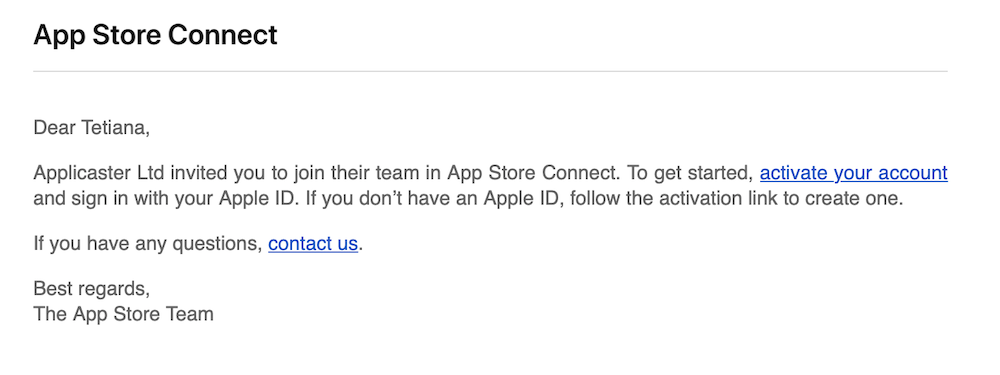 App Store Connect
Dear Tetiana,
Applicaster Ltd invited you to join their team in App Store Connect. To get started, activate your account
and sign in with your Apple ID. If you don’t have an Apple ID, follow the activation link to create one.
If you have any questions, contact us.
Best regards,
The App Store Team